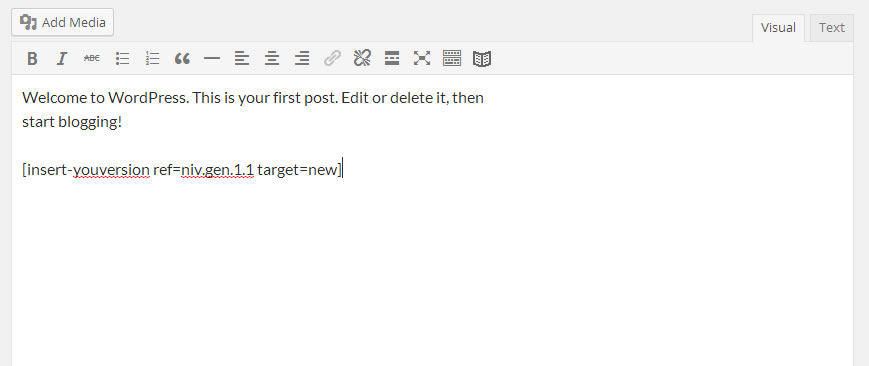 Add Media
Visual Text
B I ABC
Welcome to WordPress. This is your first post. Edit or delete it, then
start blogging!
[insert-youversion ref=niv.gen.1.1 target=new]